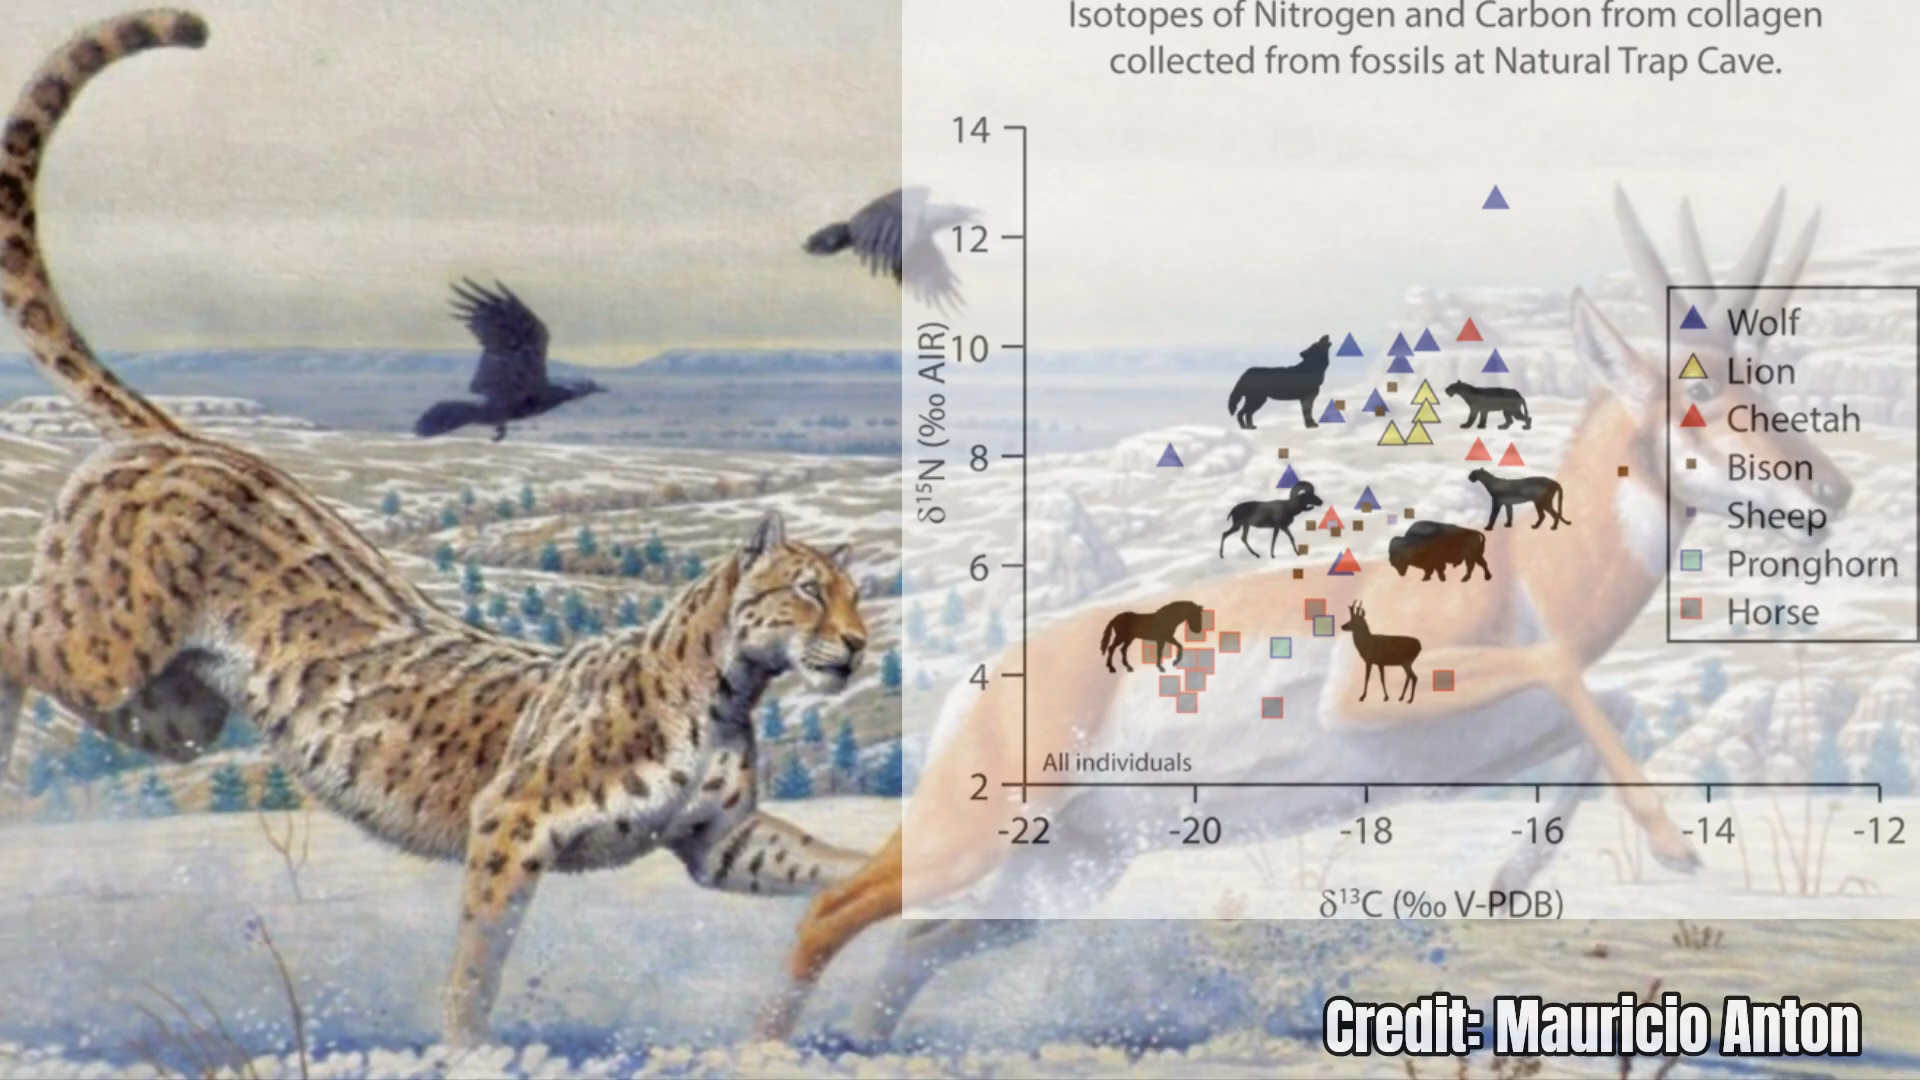 Isotopes of Nitrogen and Carbon from collagen
collected from fossils at Natural Trap Cave.
14
12
10
8
6
4
2
δ¹⁵N (‰ AIR)
Wolf
Lion
Cheetah
Bison
Sheep
Pronghorn
Horse
All individuals
-22 -20 -18 -16 -14 -12
δ¹³C (‰ V-PDB)
Credit: Mauricio Anton